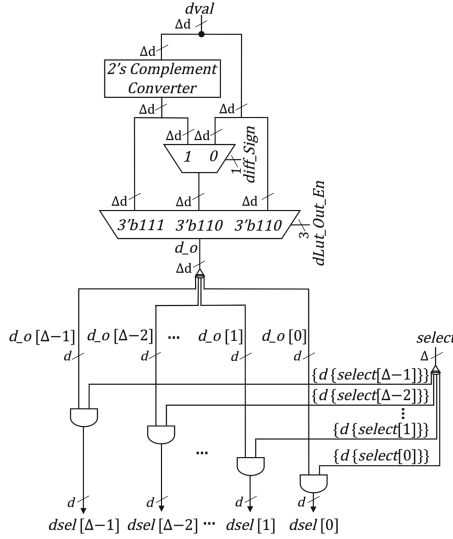 dval
Δd
Δd
2's Complement
Converter
Δd Δd
Δd Δd
1 0
1
diff_Sign
Δd Δd Δd
3'b111 3'b110 3'b110
3
dLut_Out_En
d_o
Δd
d_o [Δ−1] d_o [Δ−2] ... d_o [1] d_o [0]
select
d d d d Δ
{d {select[Δ−1]}}
{d {select[Δ−2]}}
...
{d {select[1]}}
{d {select[0]}}
...
d d d d
dsel [Δ−1] dsel [Δ−2] ... dsel [1] dsel [0]